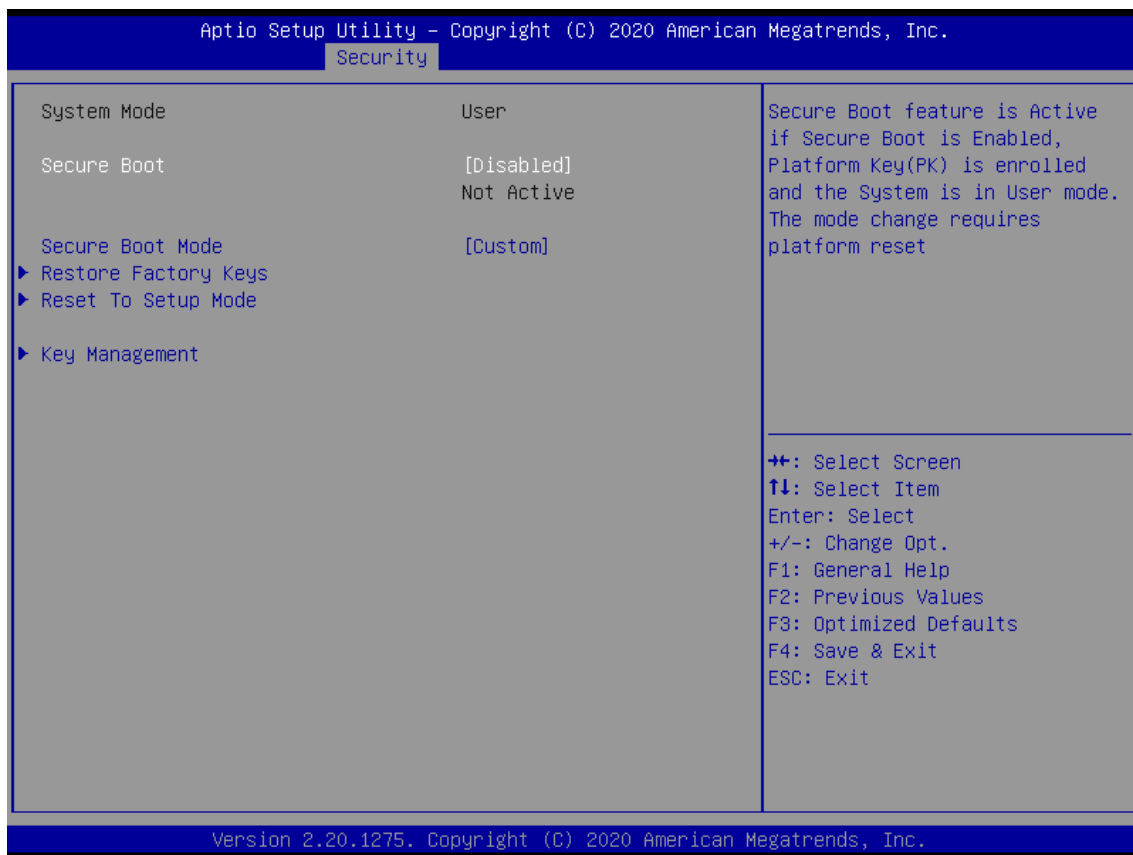 Aptio Setup Utility – Copyright (C) 2020 American Megatrends, Inc.
Security
System Mode User
Secure Boot [Disabled]
Not Active
Secure Boot Mode [Custom]
▶ Restore Factory Keys
▶ Reset To Setup Mode
▶ Key Management
Secure Boot feature is Active
if Secure Boot is Enabled,
Platform Key(PK) is enrolled
and the System is in User mode.
The mode change requires
platform reset
→←: Select Screen
↑↓: Select Item
Enter: Select
+/-: Change Opt.
F1: General Help
F2: Previous Values
F3: Optimized Defaults
F4: Save & Exit
ESC: Exit
Version 2.20.1275. Copyright (C) 2020 American Megatrends, Inc.